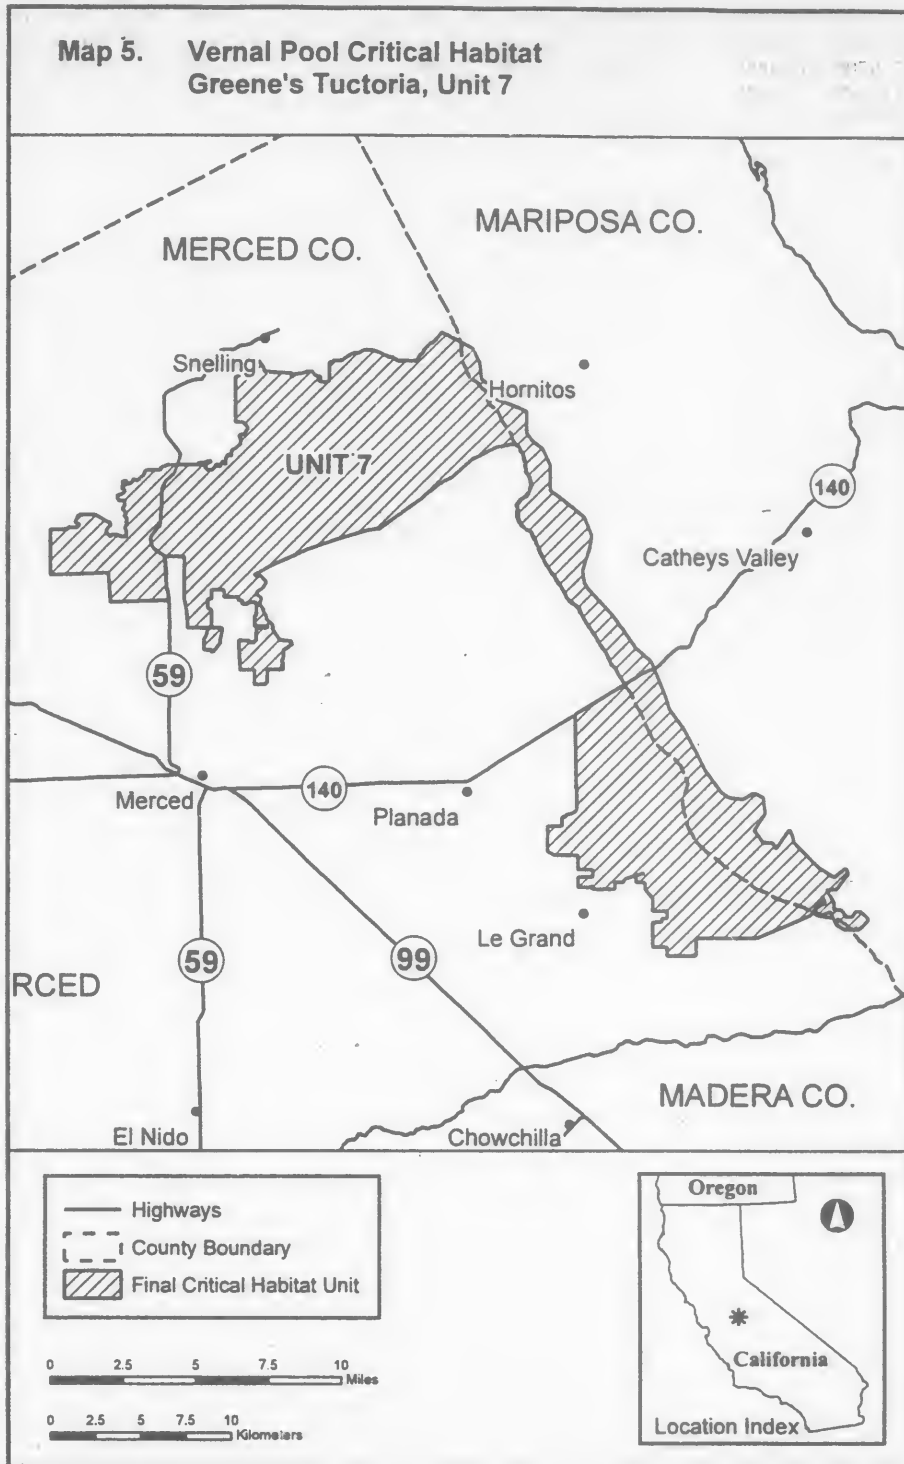 Map 5. Vernal Pool Critical Habitat
Greene's Tuctoria, Unit 7
MARIPOSA CO.
MERCED CO.
Snelling
Hornitos
UNIT 7
140
Catheys Valley
59
140
Merced
Planada
Le Grand
59
99
RCED
MADERA CO.
El Nido
Chowchilla
Highways
County Boundary
Final Critical Habitat Unit
0 2.5 5 7.5 10
Miles
0 2.5 5 7.5 10
Kilometers
Oregon
California
Location Index